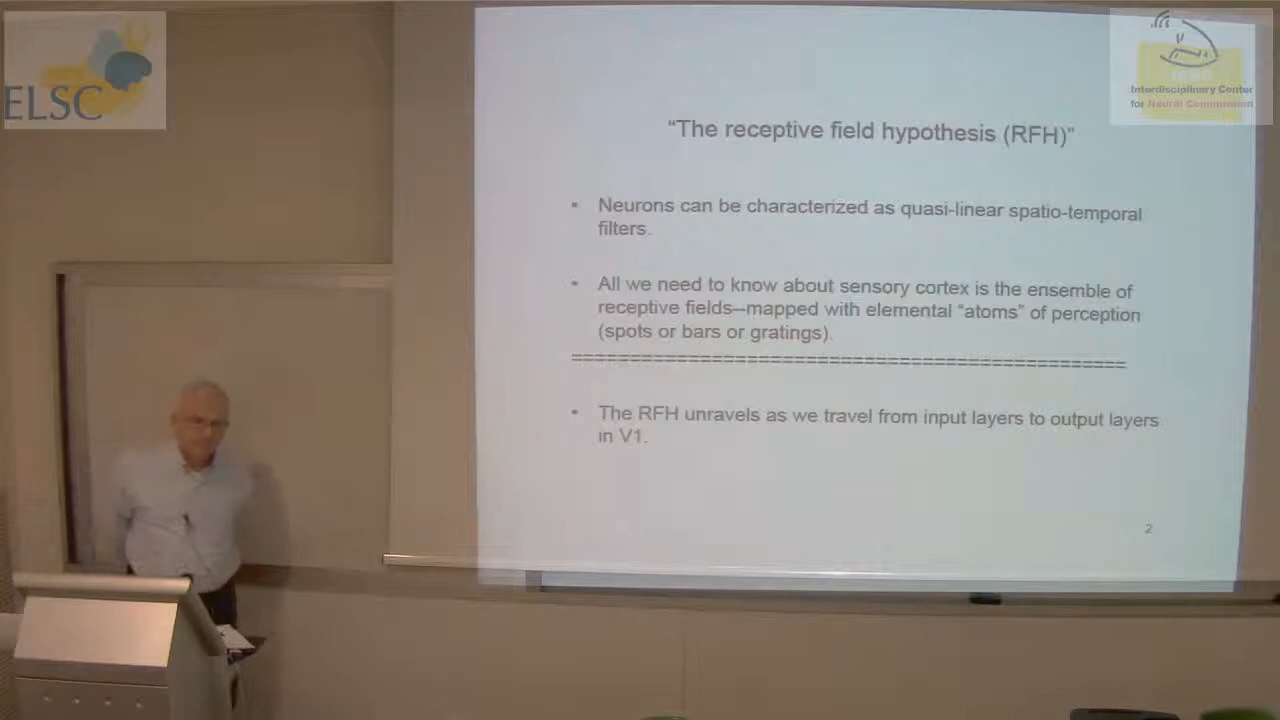 ELSC
Interdisciplinary Center
for Neural Computation
“The receptive field hypothesis (RFH)”
• Neurons can be characterized as quasi-linear spatio-temporal
filters.
• All we need to know about sensory cortex is the ensemble of
receptive fields—mapped with elemental “atoms” of perception
(spots or bars or gratings).
================================================
• The RFH unravels as we travel from input layers to output layers
in V1.
2